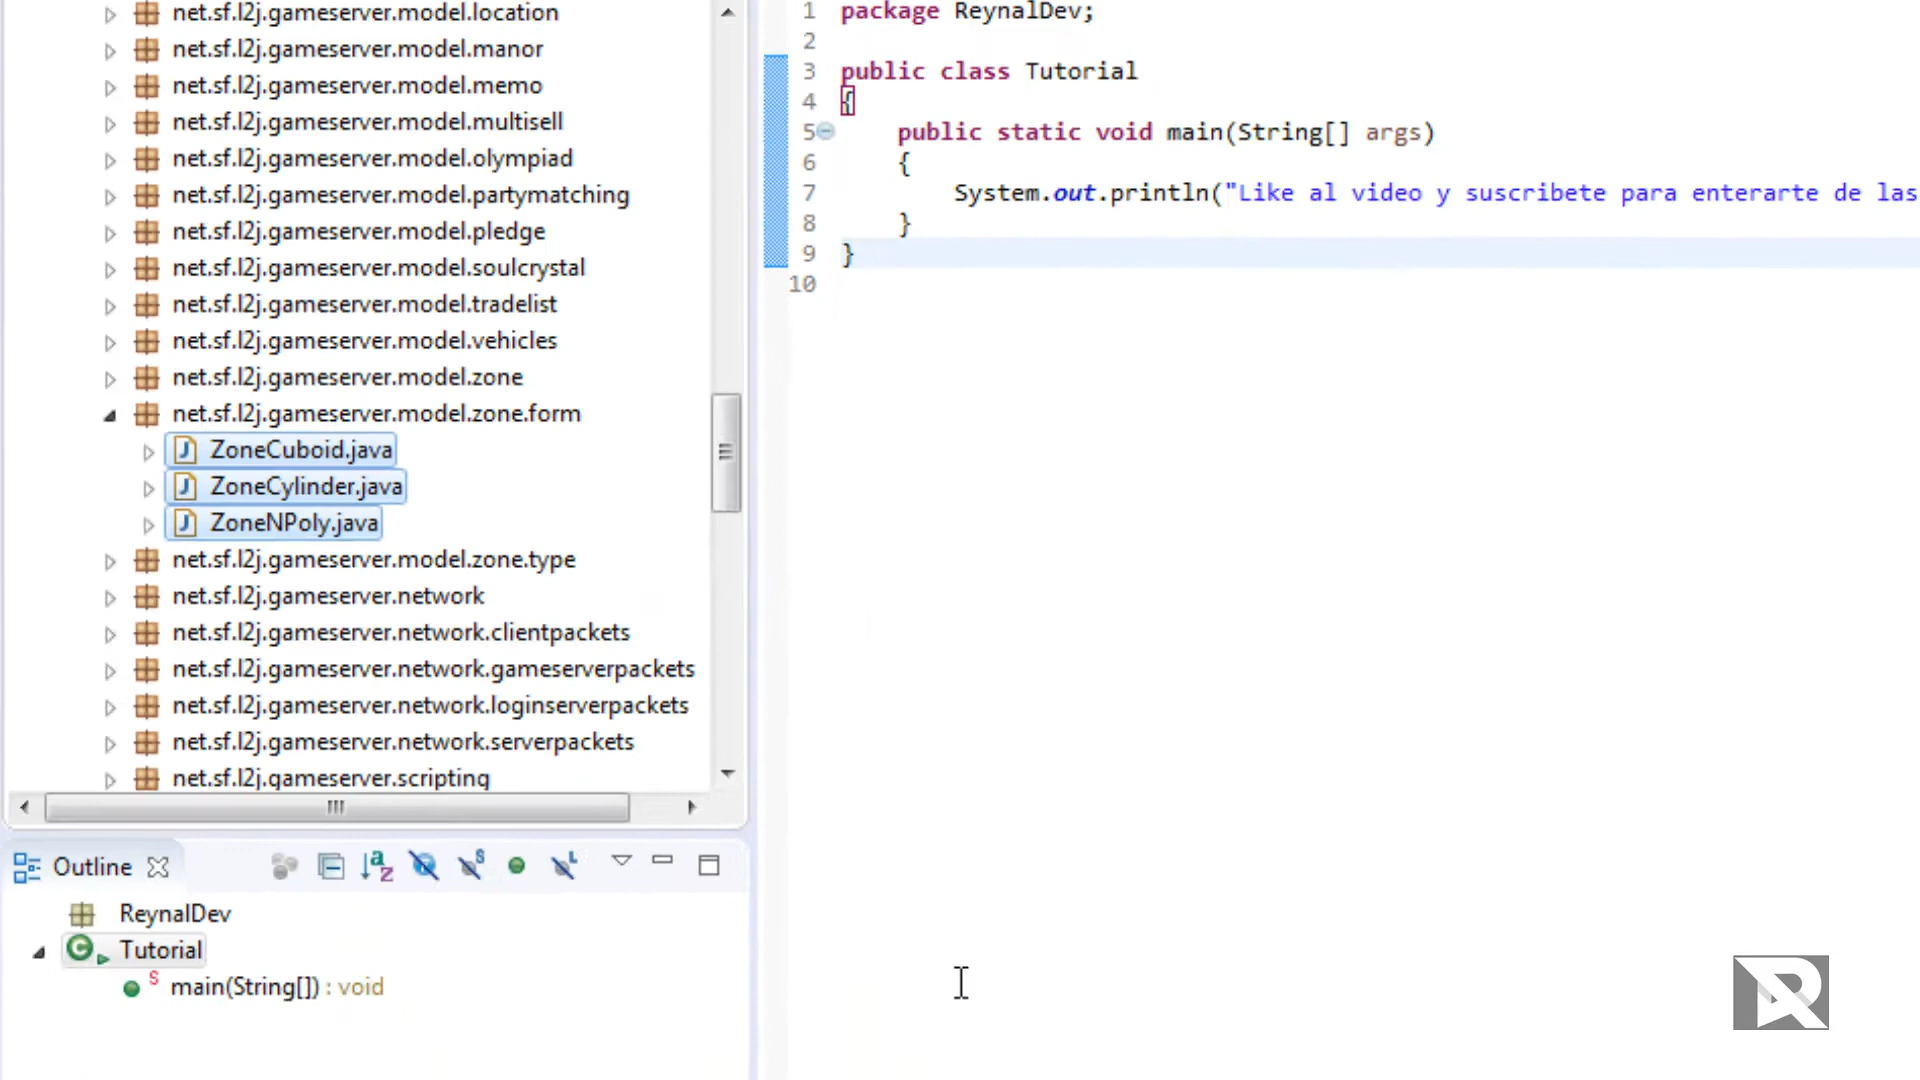 net.sf.l2j.gameserver.model.location
net.sf.l2j.gameserver.model.manor
net.sf.l2j.gameserver.model.memo
net.sf.l2j.gameserver.model.multisell
net.sf.l2j.gameserver.model.olympiad
net.sf.l2j.gameserver.model.partymatching
net.sf.l2j.gameserver.model.pledge
net.sf.l2j.gameserver.model.soulcrystal
net.sf.l2j.gameserver.model.tradelist
net.sf.l2j.gameserver.model.vehicles
net.sf.l2j.gameserver.model.zone
net.sf.l2j.gameserver.model.zone.form
ZoneCuboid.java
ZoneCylinder.java
ZoneNPoly.java
net.sf.l2j.gameserver.model.zone.type
net.sf.l2j.gameserver.network
net.sf.l2j.gameserver.network.clientpackets
net.sf.l2j.gameserver.network.gameserverpackets
net.sf.l2j.gameserver.network.loginserverpackets
net.sf.l2j.gameserver.network.serverpackets
net.sf.l2j.gameserver.scripting
Outline
ReynalDev
Tutorial
main(String[]) : void
1 package ReynalDev;
2
3 public class Tutorial
4 {
5 public static void main(String[] args)
6 {
7 System.out.println("Like al video y suscribete para enterarte de las
8 }
9 }
10